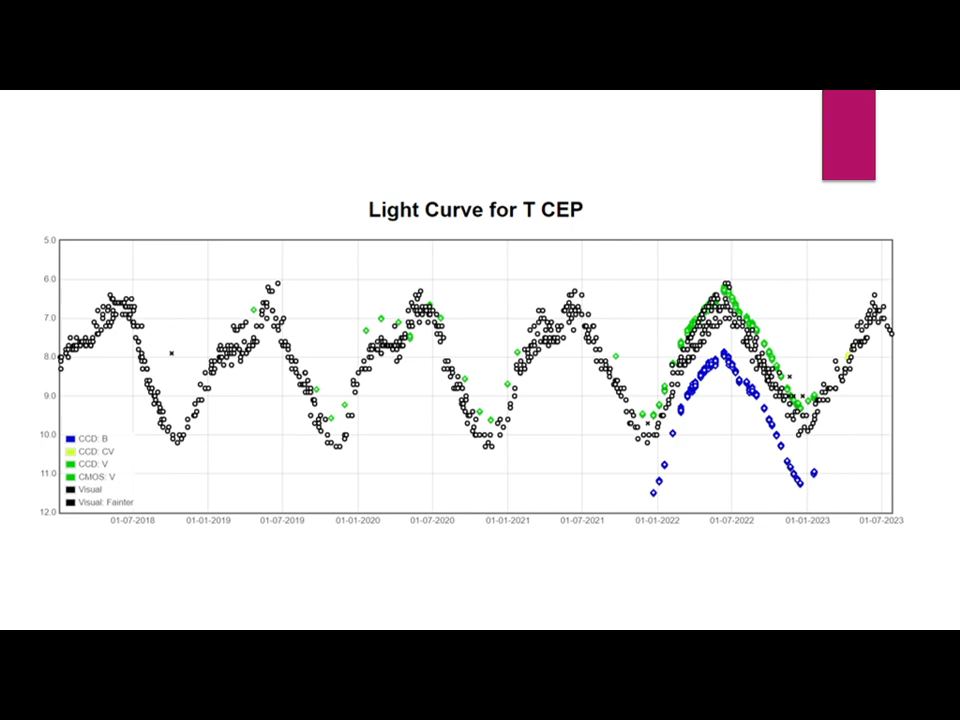 Light Curve for T CEP
5.0
6.0
7.0
8.0
9.0
10.0
11.0
12.0
CCD: B
CCD: CV
CCD: V
CMOS: V
Visual
Visual: Fainter
01-07-2018 01-01-2019 01-07-2019 01-01-2020 01-07-2020 01-01-2021 01-07-2021 01-01-2022 01-07-2022 01-01-2023 01-07-2023